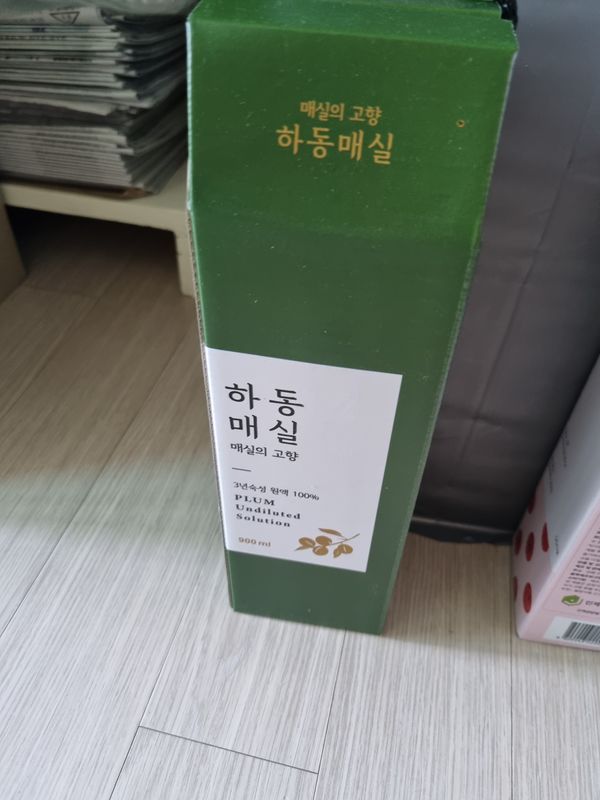 매실의 고향
하동매실
하동
매실
매실의 고향
3년숙성 원액 100%
PLUM
Undiluted
Solution
900 ml